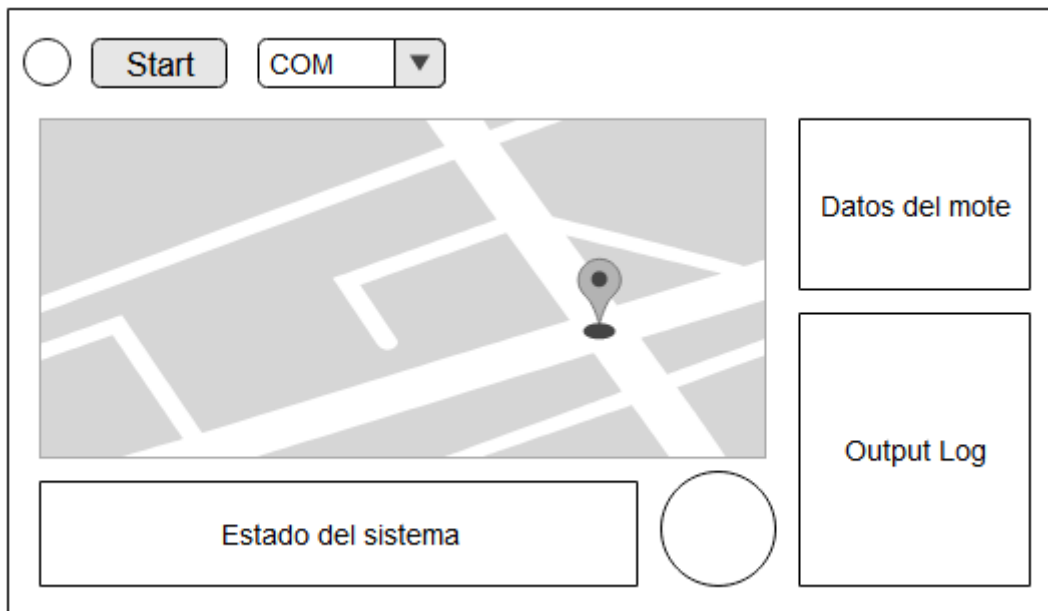 Start
COM
Datos del mote
Output Log
Estado del sistema